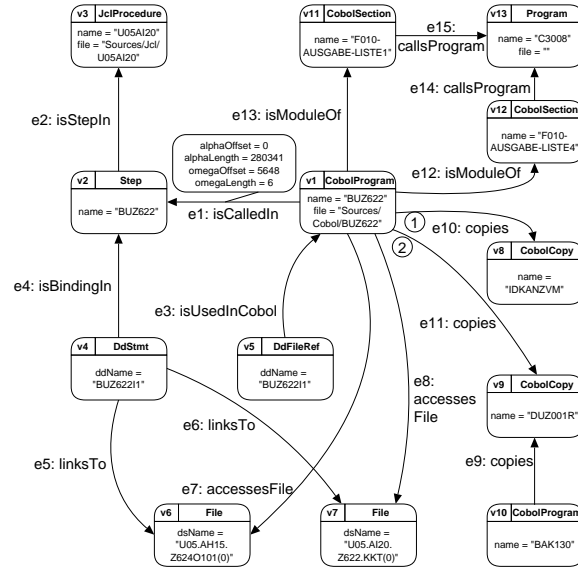 v3 JclProcedure
name = "U05AI20"
file = "Sources/Jcl/
U05AI20"
v11 CobolSection
name = "F010-
AUSGABE-LISTE1"
e15:
callsProgram
v13 Program
name = "C3008"
file = ""
e2: isStepIn
e13: isModuleOf
e14: callsProgram
v12 CobolSection
name = "F010-
AUSGABE-LISTE4"
alphaOffset = 0
alphaLength = 280341
omegaOffset = 5648
omegaLength = 6
e12: isModuleOf
v2 Step
name = "BUZ622"
e1: isCalledIn
v1 CobolProgram
name = "BUZ622"
file = "Sources/
Cobol/BUZ622"
1
2
e10: copies
v8 CobolCopy
name =
"IDKANZVM"
e4: isBindingIn
e3: isUsedInCobol
e11: copies
v4 DdStmt
ddName =
"BUZ622I1"
v5 DdFileRef
ddName =
"BUZ622I1"
e8:
accesses
File
v9 CobolCopy
name = "DUZ001R"
e6: linksTo
e5: linksTo
e7: accessesFile
e9: copies
v6 File
dsName =
"U05.AH15.
Z624O101(0)"
v7 File
dsName =
"U05.AI20.
Z622.KKT(0)"
v10 CobolProgram
name = "BAK130"